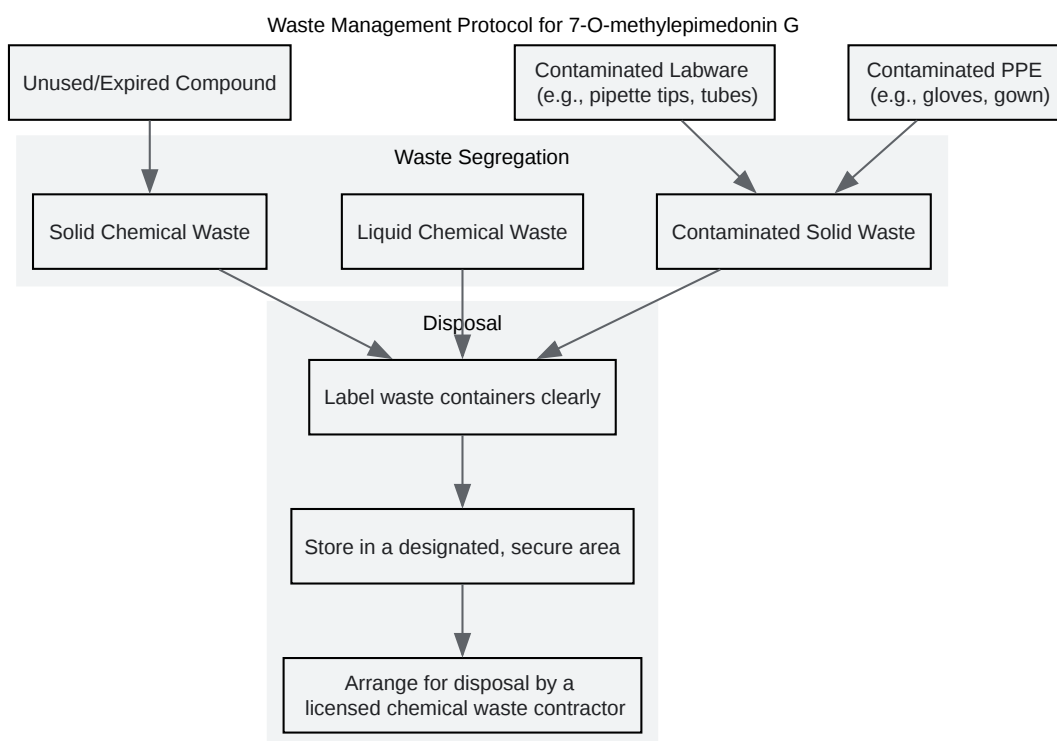 Waste Management Protocol for 7-O-methylepimedonin G
Unused/Expired Compound
Contaminated Labware
(e.g., pipette tips, tubes)
Contaminated PPE
(e.g., gloves, gown)
Waste Segregation
Solid Chemical Waste
Liquid Chemical Waste
Contaminated Solid Waste
Disposal
Label waste containers clearly
Store in a designated, secure area
Arrange for disposal by a
licensed chemical waste contractor